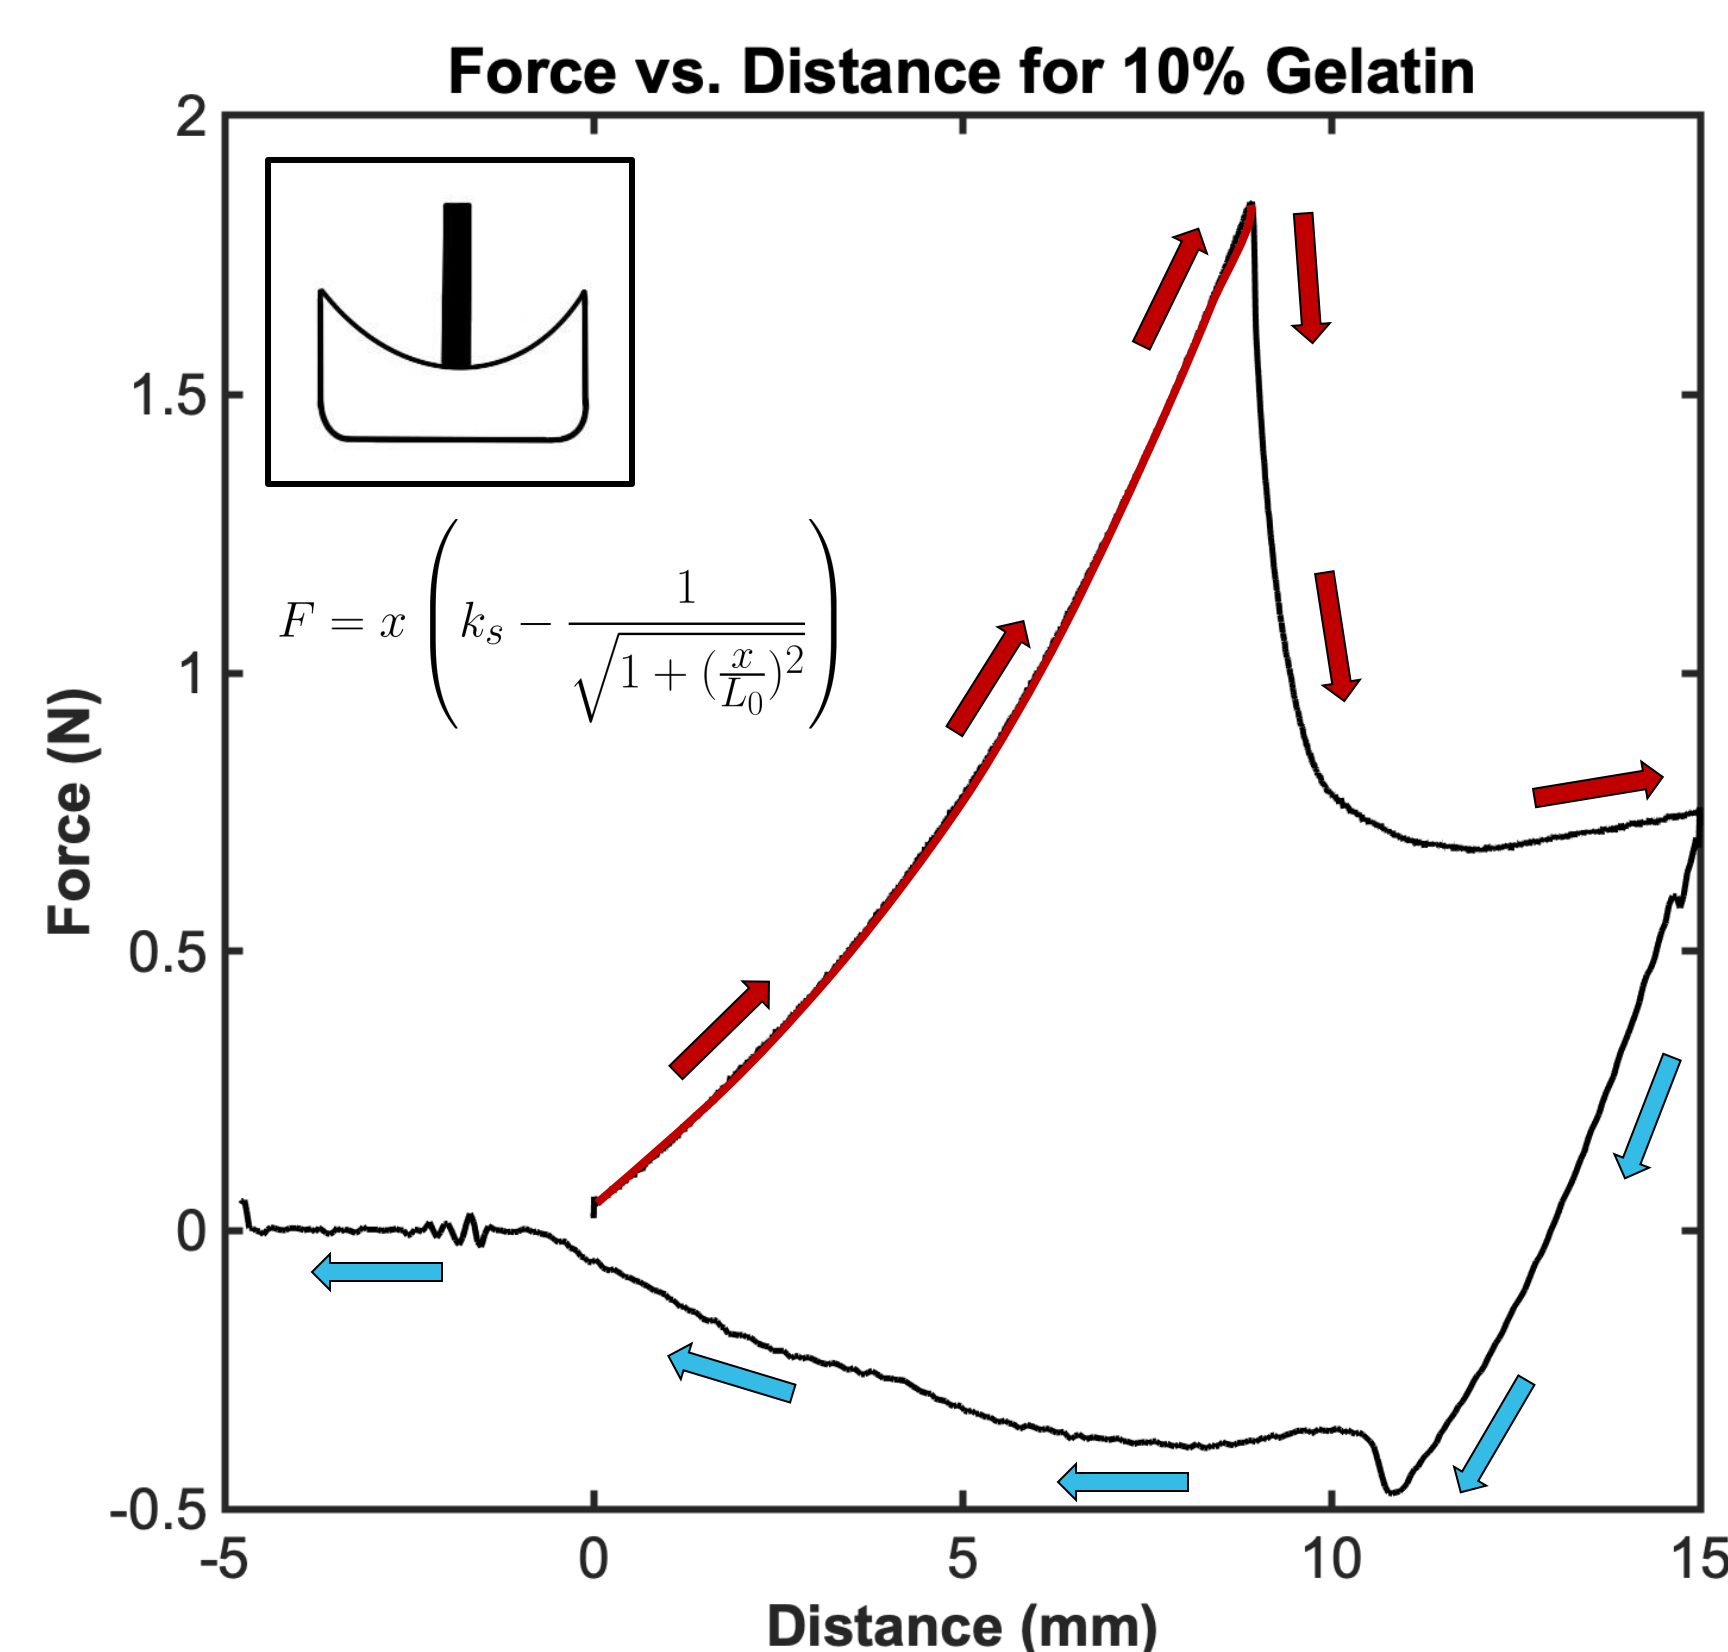 Force vs. Distance for 10% Gelatin
2
1.5
1
0.5
0
-0.5
Force (N)
F = x ( k_s − 1 / √(1 + (x/L_0)^2) )
-5 0 5 10 15
Distance (mm)